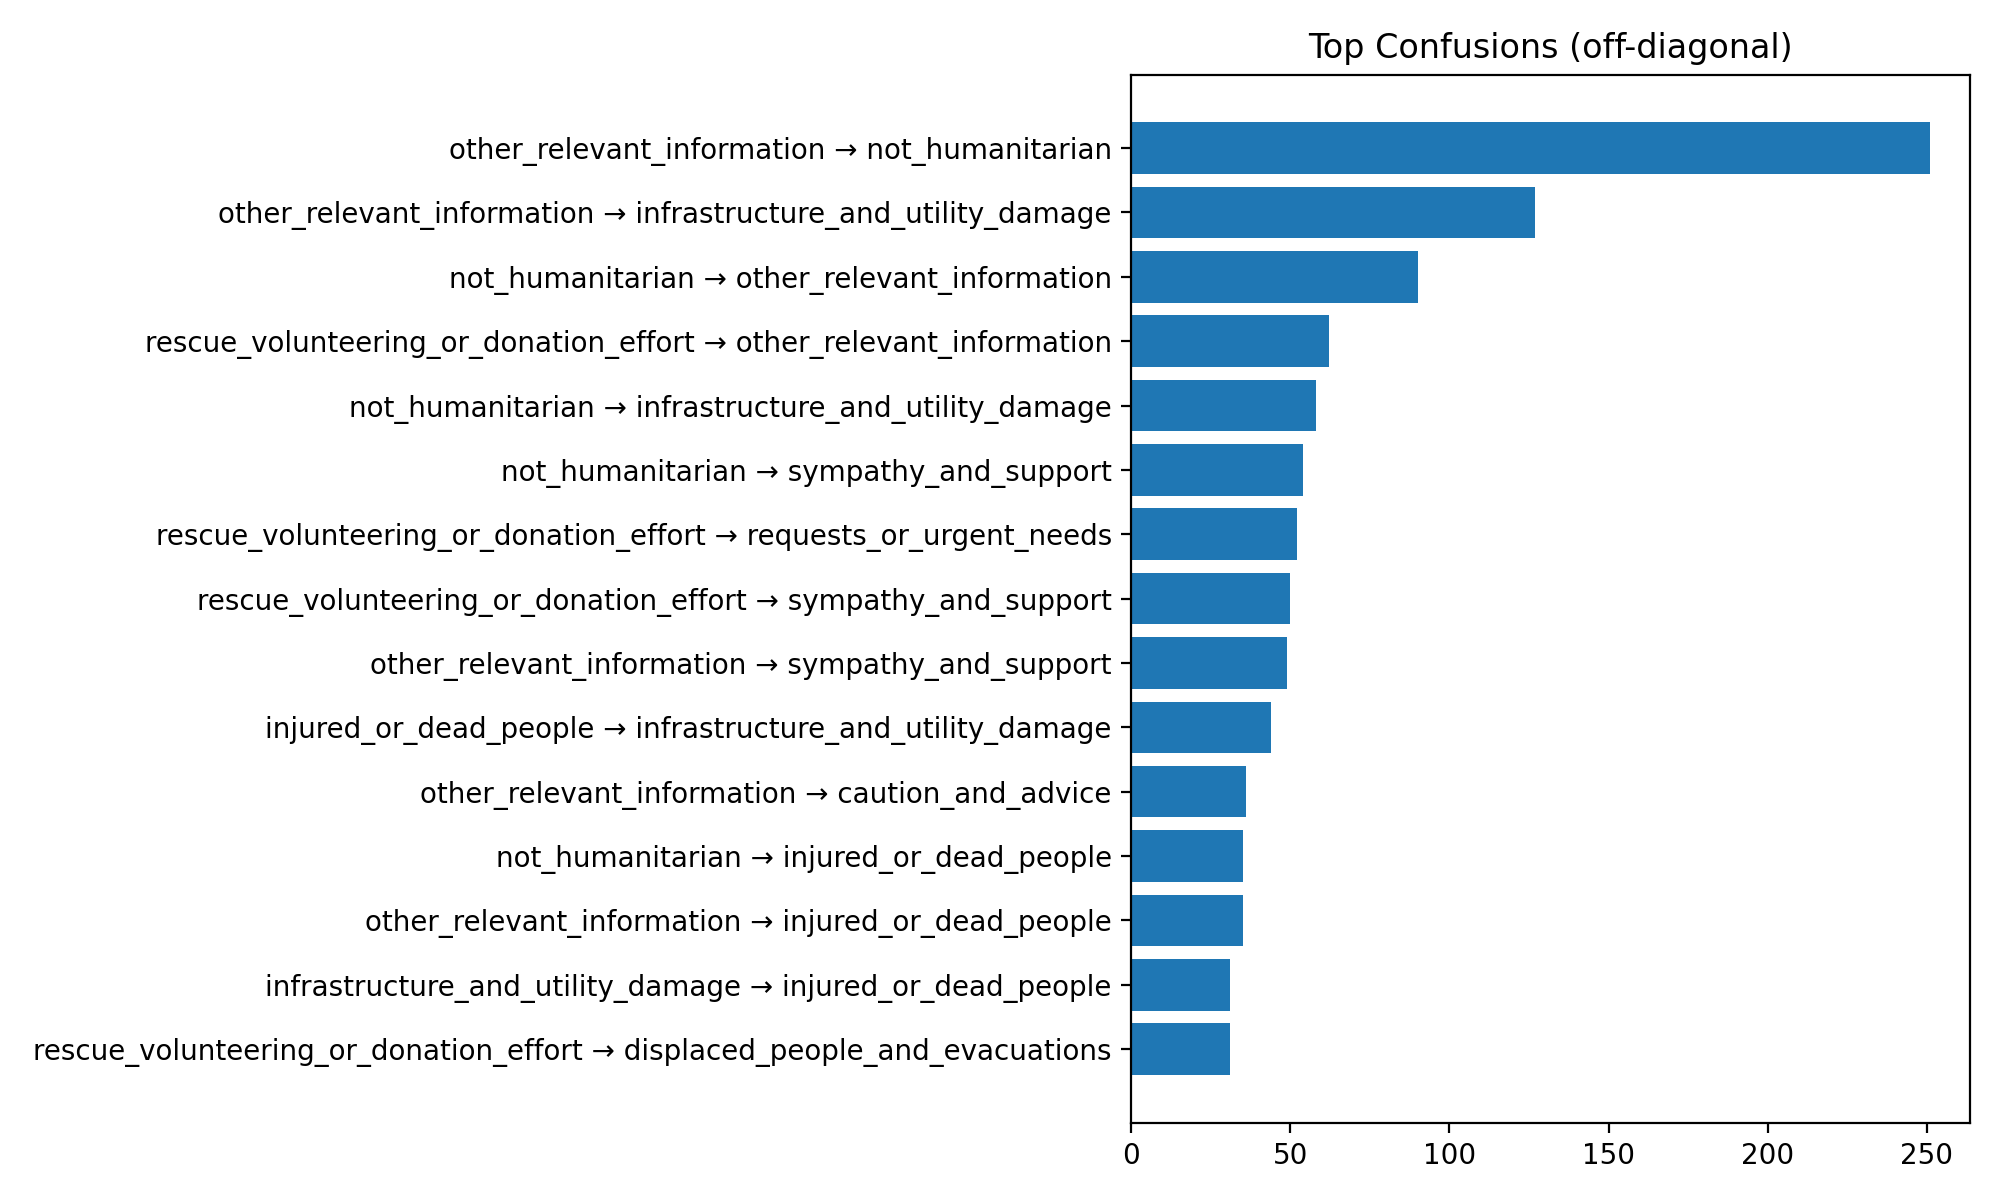 Top Confusions (off-diagonal)
other_relevant_information → not_humanitarian
other_relevant_information → infrastructure_and_utility_damage
not_humanitarian → other_relevant_information
rescue_volunteering_or_donation_effort → other_relevant_information
not_humanitarian → infrastructure_and_utility_damage
not_humanitarian → sympathy_and_support
rescue_volunteering_or_donation_effort → requests_or_urgent_needs
rescue_volunteering_or_donation_effort → sympathy_and_support
other_relevant_information → sympathy_and_support
injured_or_dead_people → infrastructure_and_utility_damage
other_relevant_information → caution_and_advice
not_humanitarian → injured_or_dead_people
other_relevant_information → injured_or_dead_people
infrastructure_and_utility_damage → injured_or_dead_people
rescue_volunteering_or_donation_effort → displaced_people_and_evacuations
0 50 100 150 200 250